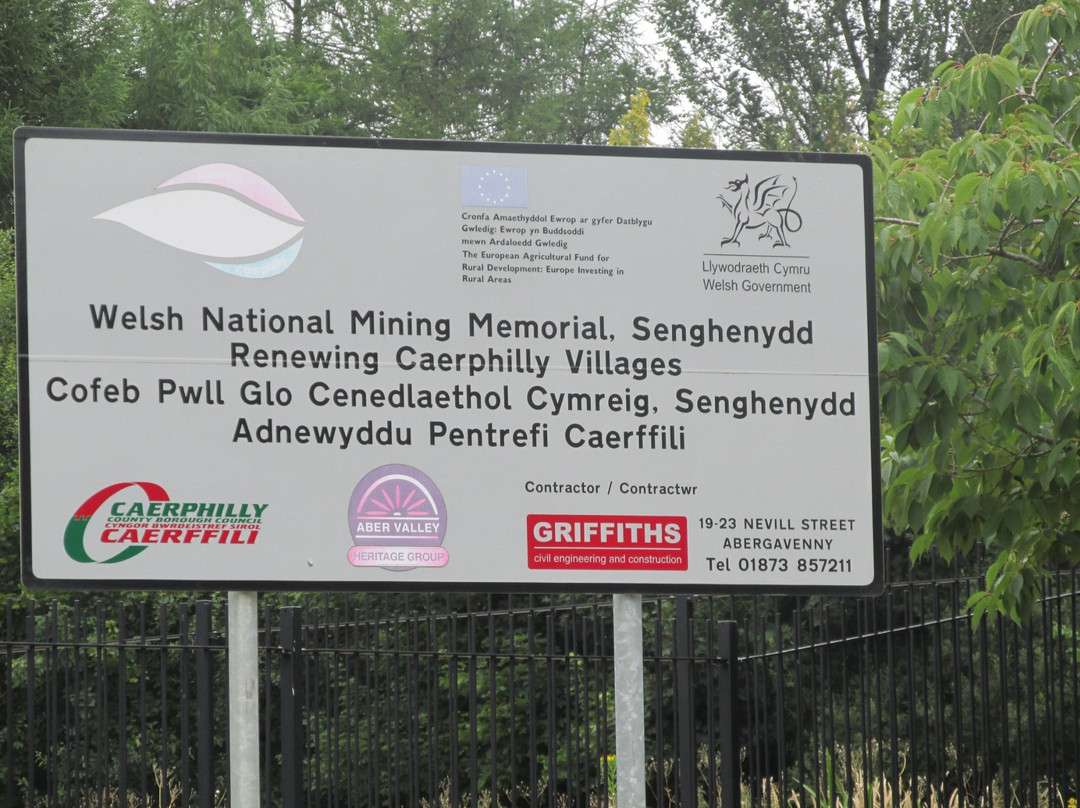 Cronfa Amaethyddol Ewrop ar gyfer Datblygu
Gwledig: Ewrop yn Buddsoddi
mewn Ardaloedd Gwledig
The European Agricultural Fund for
Rural Development: Europe Investing in
Rural Areas
Llywodraeth Cymru
Welsh Government
Welsh National Mining Memorial, Senghenydd
Renewing Caerphilly Villages
Cofeb Pwll Glo Cenedlaethol Cymreig, Senghenydd
Adnewyddu Pentrefi Caerffili
CAERPHILLY
COUNTY BOROUGH COUNCIL
CYNGOR BWRDEISTREF SIROL
CAERFFILI
ABER VALLEY
HERITAGE GROUP
Contractor / Contractwr
GRIFFITHS
civil engineering and construction
19-23 NEVILL STREET
ABERGAVENNY
Tel 01873 857211